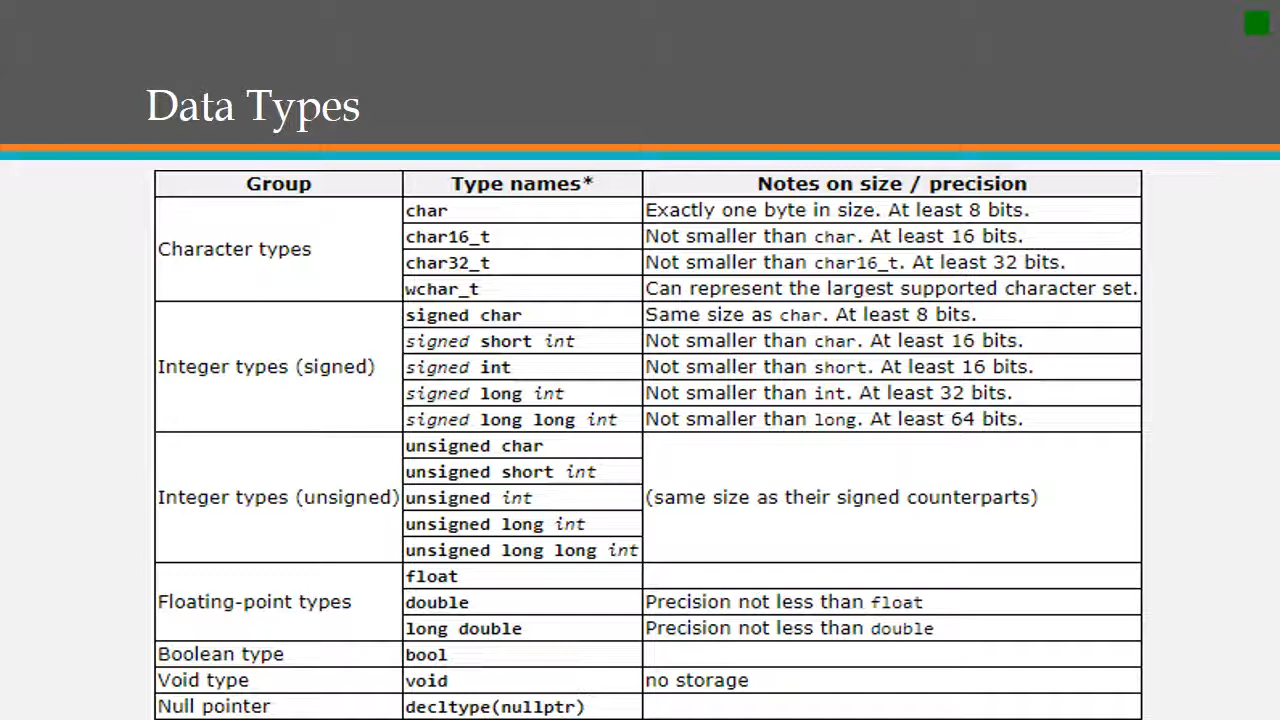 Data Types
Group Type names* Notes on size / precision
Character types
char Exactly one byte in size. At least 8 bits.
char16_t Not smaller than char. At least 16 bits.
char32_t Not smaller than char16_t. At least 32 bits.
wchar_t Can represent the largest supported character set.
Integer types (signed)
signed char Same size as char. At least 8 bits.
signed short int Not smaller than char. At least 16 bits.
signed int Not smaller than short. At least 16 bits.
signed long int Not smaller than int. At least 32 bits.
signed long long int Not smaller than long. At least 64 bits.
Integer types (unsigned)
unsigned char
unsigned short int
unsigned int
unsigned long int
unsigned long long int
(same size as their signed counterparts)
Floating-point types
float
double Precision not less than float
long double Precision not less than double
Boolean type bool
Void type void no storage
Null pointer decltype(nullptr)